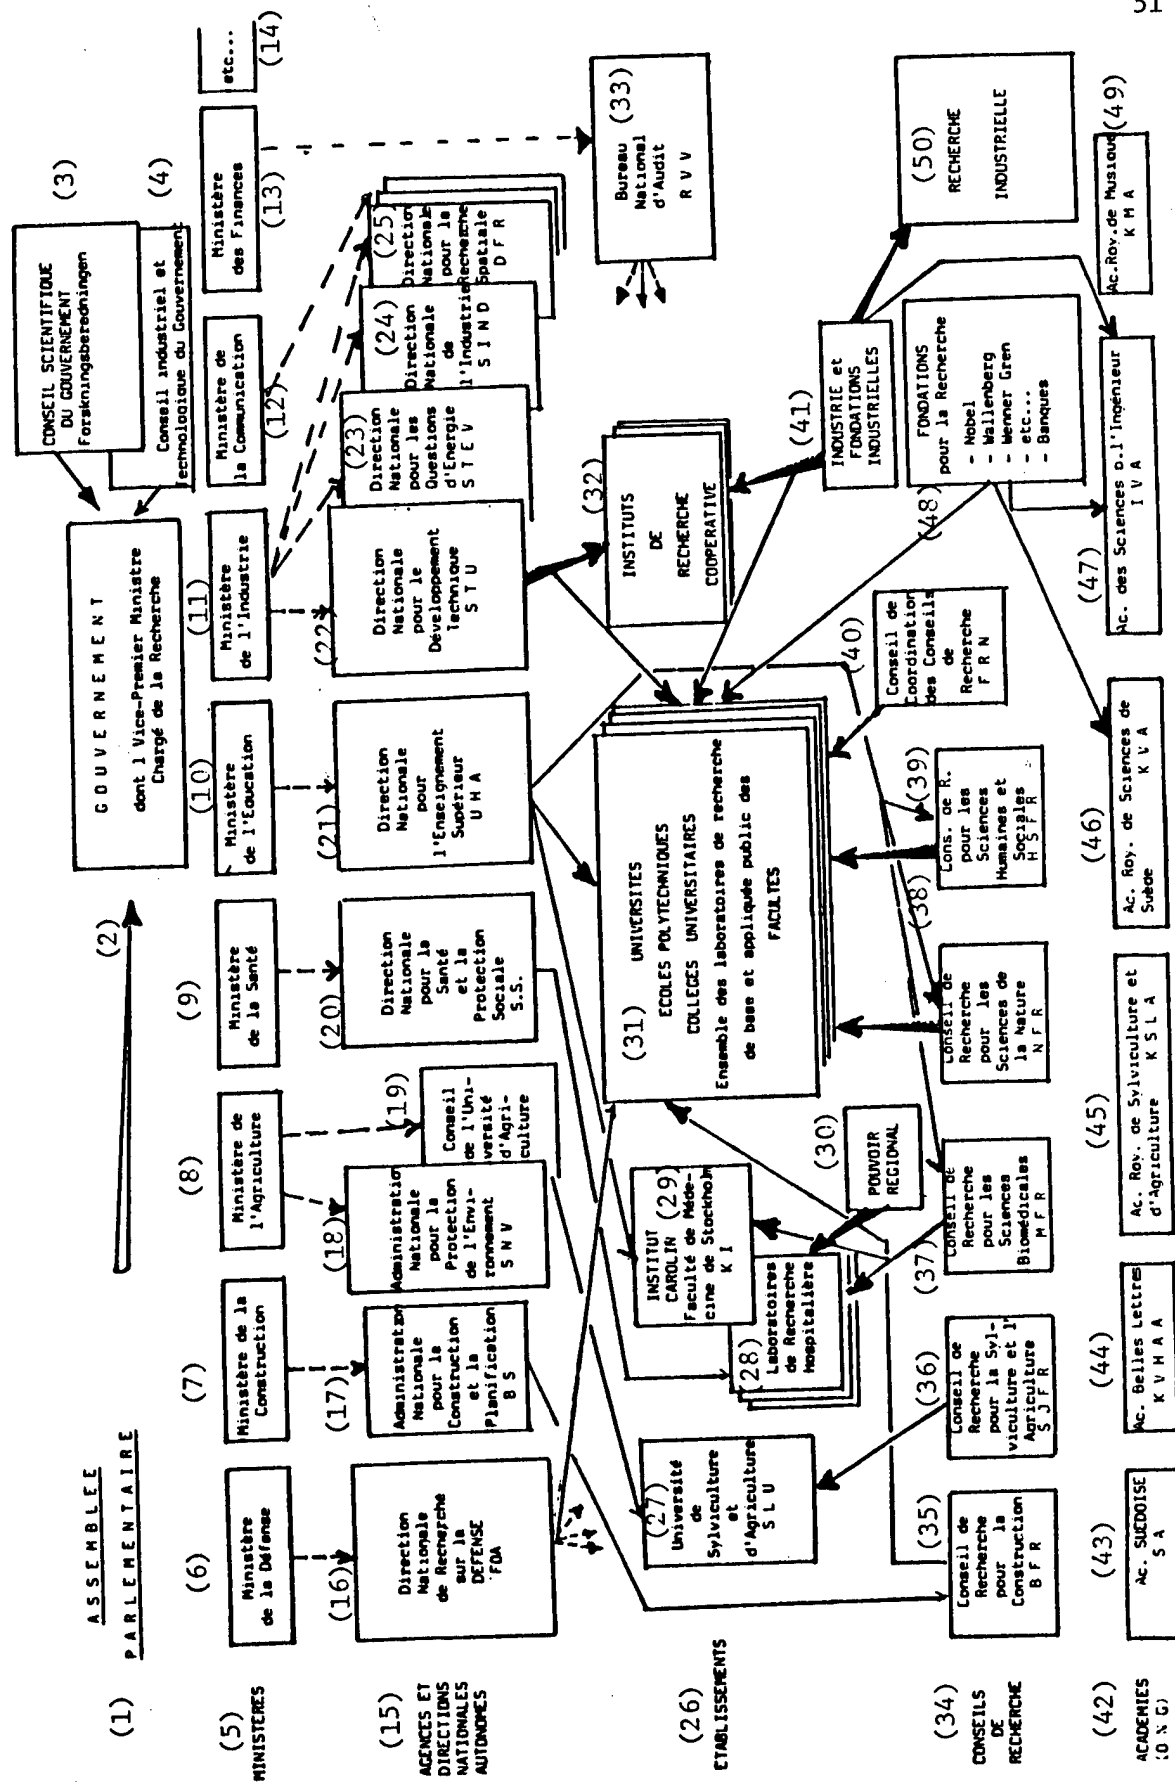 31
(1)
ASSEMBLEE
PARLEMENTAIRE
(2)
GOUVERNEMENT
dont 1 Vice-Premier Ministre
Chargé de la Recherche
(3)
CONSEIL SCIENTIFIQUE
DU GOUVERNEMENT
Forskningsberedningen
(4)
Conseil industriel et
Technologique du Gouvernement
(5)
MINISTERES
(6)
Ministère
de la Défense
(7)
Ministère de la
Construction
(8)
Ministère de
l'Agriculture
(9)
Ministère
de la Santé
(10)
Ministère
de l'Education
(11)
Ministère
de l'Industrie
(12)
Ministère de
la Communication
(13)
Ministère
des Finances
(14)
etc...
(15)
AGENCES ET
DIRECTIONS
NATIONALES
AUTONOMES
(16)
Direction
Nationale
de Recherche
sur la
DEFENSE
FOA
(17)
Administration
Nationale
pour la
Construction
et la
Planification
B S
(18)
Administration
Nationale
pour la
Protection
de l'Envi-
ronnement
S N V
(19)
Conseil
de l'Uni-
versité
d'Agri-
culture
(20)
Direction
Nationale
pour la
Santé
et la
Protection
Sociale
S.S.
(21)
Direction
Nationale
pour
l'Enseignement
Supérieur
U H A
(22)
Direction
Nationale
pour le
Développement
Technique
S T U
(23)
Direction
Nationale
pour les
Questions
d'Energie
S T E V
(24)
Direction
Nationale
de
l'Industrie
S I N D
(25)
Direction
Nationale
pour la
Recherche
Spatiale
D F R
(26)
ETABLISSEMENTS
(27)
Université
de
Sylviculture
et
d'Agriculture
S L U
(28)
Laboratoires
de Recherche
Hospitalière
(29)
INSTITUT
CAROLIN
Faculté de Méde-
cine de Stockholm
K I
(30)
POUVOIR
REGIONAL
(31)
UNIVERSITES
ECOLES POLYTECHNIQUES
COLLEGES UNIVERSITAIRES
Ensemble des laboratoires de recherche
de base et appliquée public des
FACULTES
(32)
INSTITUTS
DE
RECHERCHE
COOPERATIVE
(33)
Bureau
National
d'Audit
R V V
(34)
CONSEILS
DE
RECHERCHE
(35)
Conseil de
Recherche
pour la
Construction
B F R
(36)
Conseil de
Recherche
pour la Syl-
viculture et l'
Agriculture
S J F R
(37)
Conseil de
Recherche
pour les
Sciences
Biomédicales
M F R
(38)
Conseil de
Recherche
pour les
Sciences de
la Nature
N F R
(39)
Cons. de R.
pour les
Sciences
Humaines et
Sociales
H S F R
(40)
Conseil de
Coordination
des Conseils
de
Recherche
F R N
(41)
INDUSTRIE et
FONDATIONS
INDUSTRIELLES
(48)
FONDATIONS
pour la Recherche
- Nobel
- Wallenberg
- Wenner Gren
- etc...
- Banques
(50)
RECHERCHE
INDUSTRIELLE
(42)
ACADEMIES
(O N G)
(43)
Ac. SUEDOISE
S A
(44)
Ac. Belles Lettres
K V H A A
(45)
Ac. Roy. de Sylviculture et
d'Agriculture K S L A
(46)
Ac. Roy. de Sciences de
Suède K V A
(47)
Ac. des Sciences D.l'Ingénieur
I V A
(49)
Ac.Roy.de Musique
K M A